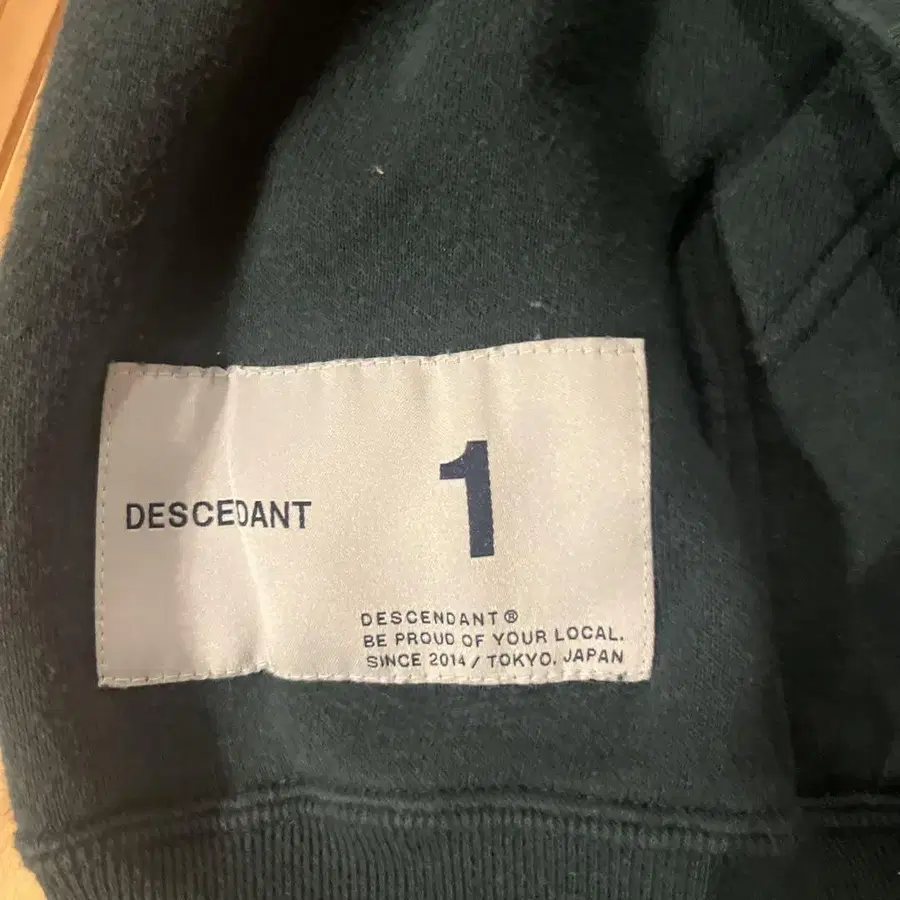 DESCEDANT
1
DESCENDANT®
BE PROUD OF YOUR LOCAL.
SINCE 2014 / TOKYO, JAPAN